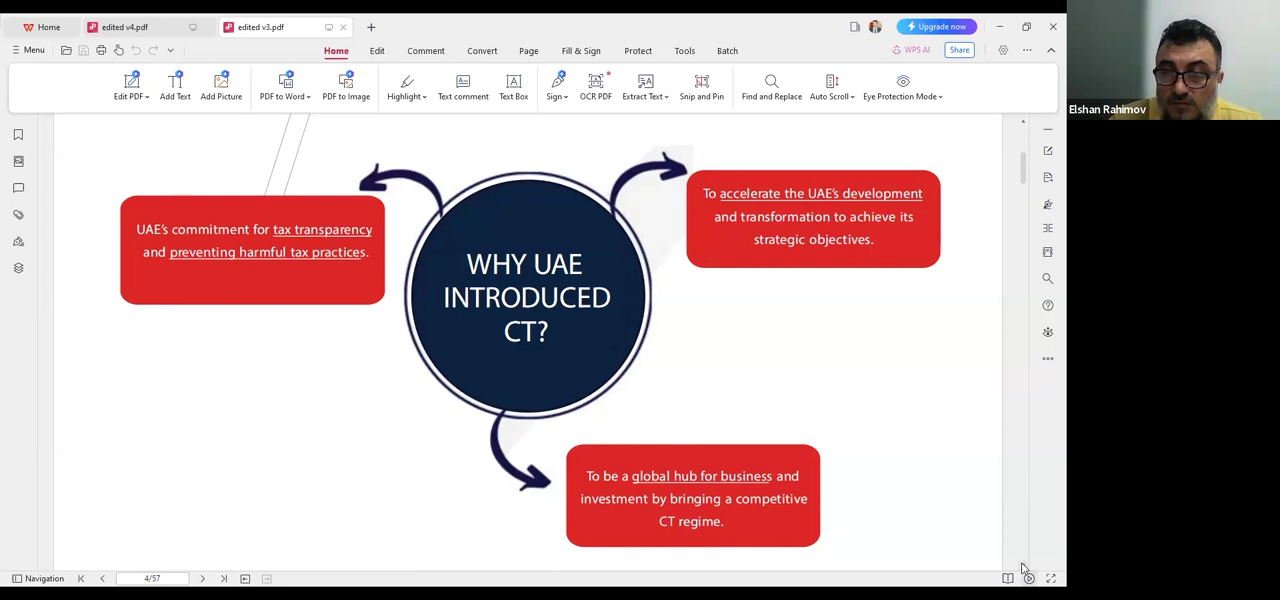 Home
edited v4.pdf
edited v3.pdf
Upgrade now
Menu
Home
Edit
Comment
Convert
Page
Fill & Sign
Protect
Tools
Batch
WPS AI
Share
Edit PDF
Add Text
Add Picture
PDF to Word
PDF to Image
Highlight
Text comment
Text Box
Sign
OCR PDF
Extract Text
Snip and Pin
Find and Replace
Auto Scroll
Eye Protection Mode
Elshan Rahimov
UAE's commitment for tax transparency
and preventing harmful tax practices.
To accelerate the UAE's development
and transformation to achieve its
strategic objectives.
WHY UAE
INTRODUCED
CT?
To be a global hub for business and
investment by bringing a competitive
CT regime.
Navigation
4/57